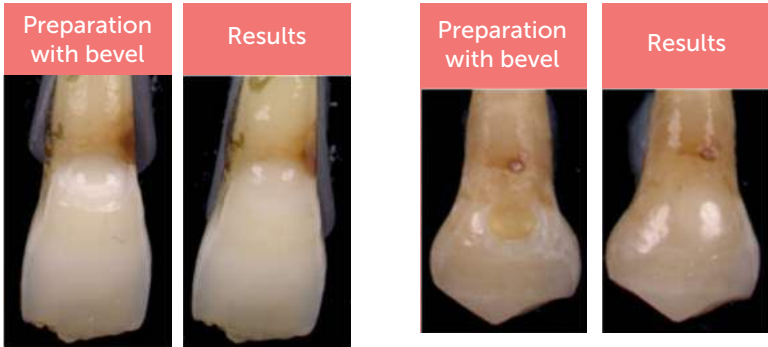 Preparation
with bevel
Results
Preparation
with bevel
Results